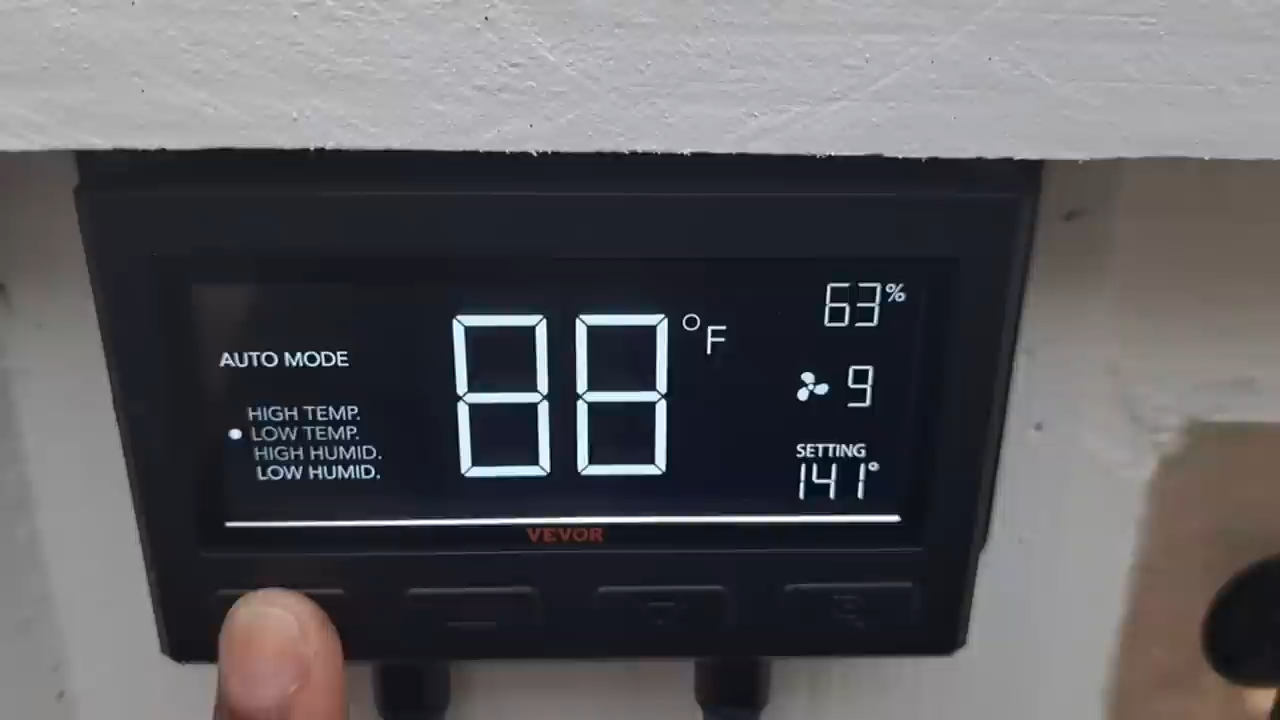 63%
AUTO MODE
88°F
9
HIGH TEMP.
LOW TEMP.
HIGH HUMID.
LOW HUMID.
SETTING
141°
VEVOR